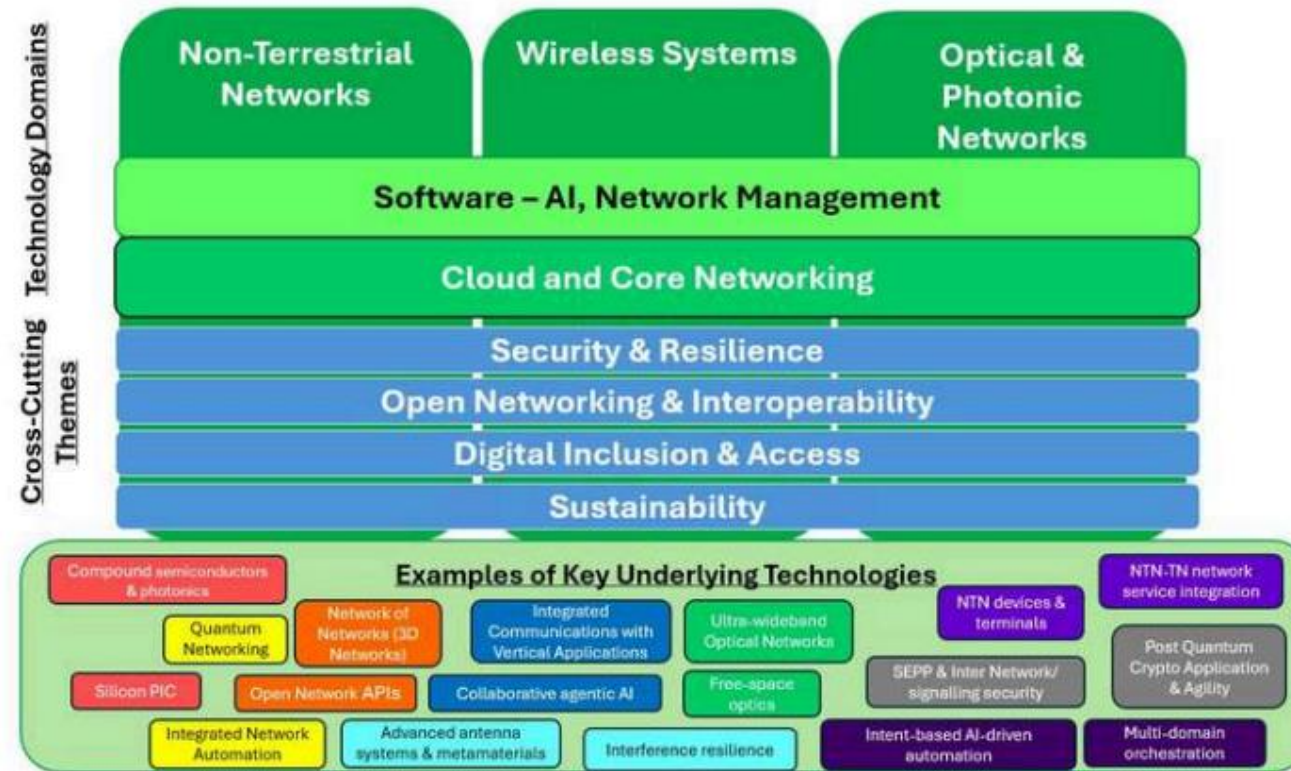 Technology Domains
Cross-Cutting
Themes
Non-Terrestrial
Networks
Wireless Systems
Optical &
Photonic
Networks
Software – AI, Network Management
Cloud and Core Networking
Security & Resilience
Open Networking & Interoperability
Digital Inclusion & Access
Sustainability
Examples of Key Underlying Technologies
Compound semiconductors
& photonics
Quantum
Networking
Network of
Networks (3D
Networks)
Integrated
Communications with
Vertical Applications
Ultra-wideband
Optical Networks
NTN devices &
terminals
NTN-TN network
service integration
Silicon PIC
Open Network APIs
Collaborative agentic AI
Free-space
optics
SEPP & Inter Network/
signalling security
Post Quantum
Crypto Application
& Agility
Integrated Network
Automation
Advanced antenna
systems & metamaterials
Interference resilience
Intent-based AI-driven
automation
Multi-domain
orchestration